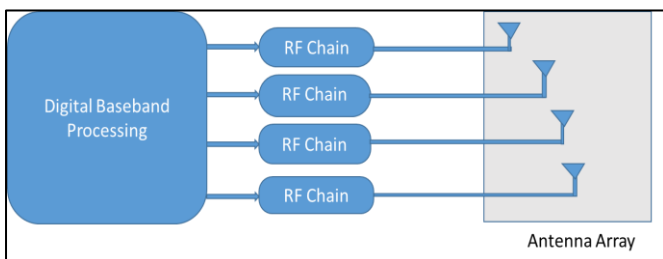 Digital Baseband
Processing
RF Chain
RF Chain
RF Chain
RF Chain
Antenna Array